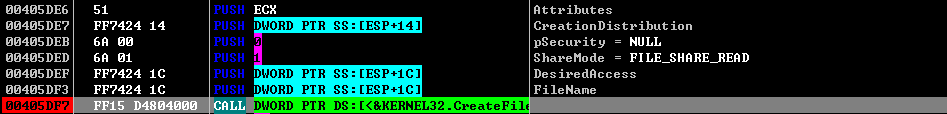 00405DE6 51 PUSH ECX Attributes
00405DE7 FF7424 14 PUSH DWORD PTR SS:[ESP+14] CreationDistribution
00405DEB 6A 00 PUSH 0 pSecurity = NULL
00405DED 6A 01 PUSH 1 ShareMode = FILE_SHARE_READ
00405DEF FF7424 1C PUSH DWORD PTR SS:[ESP+1C] DesiredAccess
00405DF3 FF7424 1C PUSH DWORD PTR SS:[ESP+1C] FileName
00405DF7 FF15 D4804000 CALL DWORD PTR DS:[<&KERNEL32.CreateFile